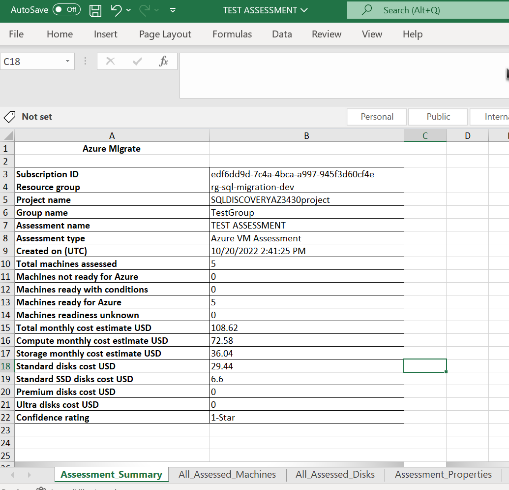 AutoSave Off TEST ASSESSMENT Search (Alt+Q)
File Home Insert Page Layout Formulas Data Review View Help
C18 fx
Not set Personal Public Intern
A B C D
1 Azure Migrate
2
3 Subscription ID edf6dd9d-7c4a-4bca-a997-945f3d60cf4e
4 Resource group rg-sql-migration-dev
5 Project name SQLDISCOVERYAZ3430project
6 Group name TestGroup
7 Assessment name TEST ASSESSMENT
8 Assessment type Azure VM Assessment
9 Created on (UTC) 10/20/2022 2:41:25 PM
10 Total machines assessed 5
11 Machines not ready for Azure 0
12 Machines ready with conditions 0
13 Machines ready for Azure 5
14 Machines readiness unknown 0
15 Total monthly cost estimate USD 108.62
16 Compute monthly cost estimate USD 72.58
17 Storage monthly cost estimate USD 36.04
18 Standard disks cost USD 29.44
19 Standard SSD disks cost USD 6.6
20 Premium disks cost USD 0
21 Ultra disks cost USD 0
22 Confidence rating 1-Star
23
24
25
Assessment_Summary All_Assessed_Machines All_Assessed_Disks Assessment_Properties